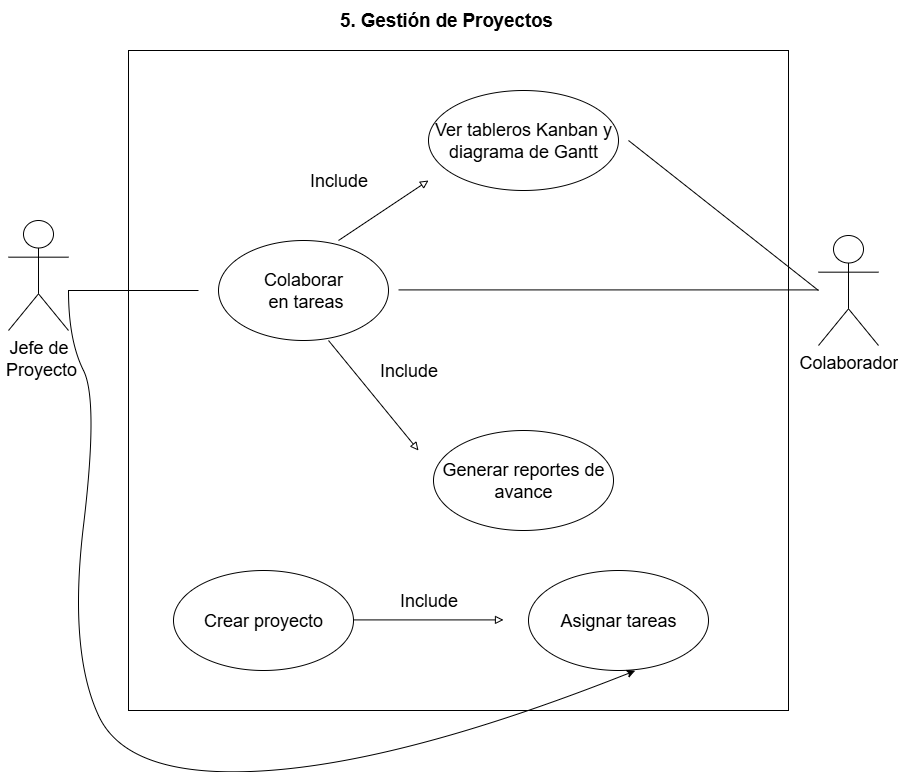 5. Gestión de Proyectos
Ver tableros Kanban y
diagrama de Gantt
Include
Colaborar
en tareas
Jefe de
Proyecto
Colaborador
Include
Generar reportes de
avance
Crear proyecto
Include
Asignar tareas